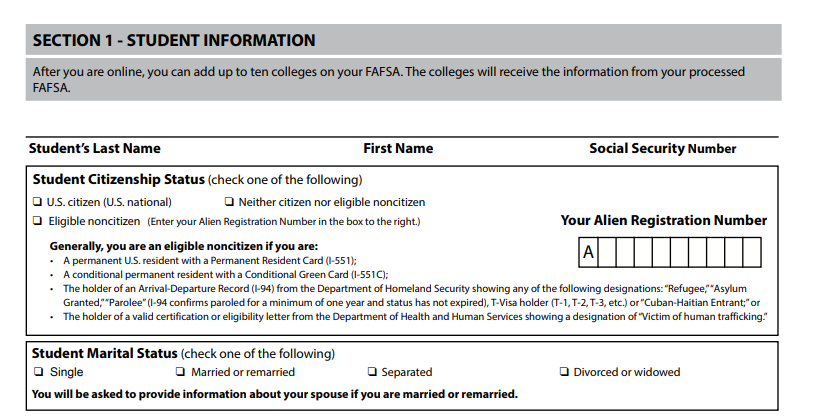 SECTION 1 - STUDENT INFORMATION
After you are online, you can add up to ten colleges on your FAFSA. The colleges will receive the information from your processed
FAFSA.
Student's Last Name First Name Social Security Number
Student Citizenship Status (check one of the following)
❑ U.S. citizen (U.S. national) ❑ Neither citizen nor eligible noncitizen
❑ Eligible noncitizen (Enter your Alien Registration Number in the box to the right.)
Your Alien Registration Number
A
Generally, you are an eligible noncitizen if you are:
• A permanent U.S. resident with a Permanent Resident Card (I-551);
• A conditional permanent resident with a Conditional Green Card (I-551C);
• The holder of an Arrival-Departure Record (I-94) from the Department of Homeland Security showing any of the following designations: “Refugee,” “Asylum
Granted,” “Parolee” (I-94 confirms paroled for a minimum of one year and status has not expired), T-Visa holder (T-1, T-2, T-3, etc.) or “Cuban-Haitian Entrant;” or
• The holder of a valid certification or eligibility letter from the Department of Health and Human Services showing a designation of “Victim of human trafficking.”
Student Marital Status (check one of the following)
❑ Single ❑ Married or remarried ❑ Separated ❑ Divorced or widowed
You will be asked to provide information about your spouse if you are married or remarried.